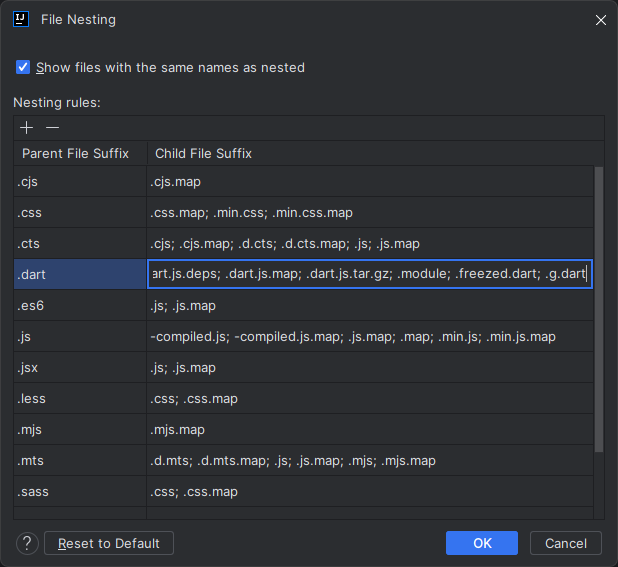 IJ
File Nesting
Show files with the same names as nested
Nesting rules:
Parent File Suffix Child File Suffix
.cjs .cjs.map
.css .css.map; .min.css; .min.css.map
.cts .cjs; .cjs.map; .d.cts; .d.cts.map; .js; .js.map
.dart art.js.deps; .dart.js.map; .dart.js.tar.gz; .module; .freezed.dart; .g.dart
.es6 .js; .js.map
.js -compiled.js; -compiled.js.map; .js.map; .map; .min.js; .min.js.map
.jsx .js; .js.map
.less .css; .css.map
.mjs .mjs.map
.mts .d.mts; .d.mts.map; .js; .js.map; .mjs; .mjs.map
.sass .css; .css.map
? Reset to Default OK Cancel